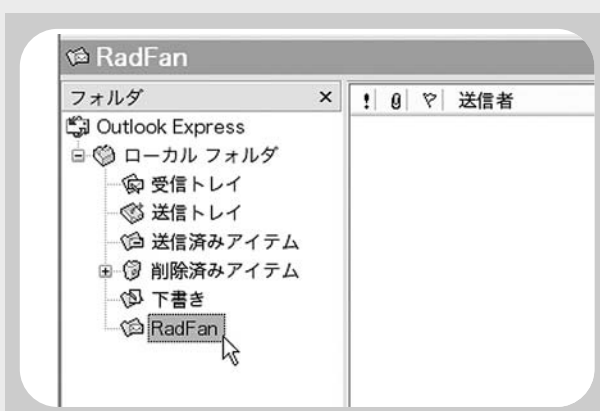 RadFan
フォルダ × ! 送信者
Outlook Express
ローカル フォルダ
受信トレイ
送信トレイ
送信済みアイテム
削除済みアイテム
下書き
RadFan